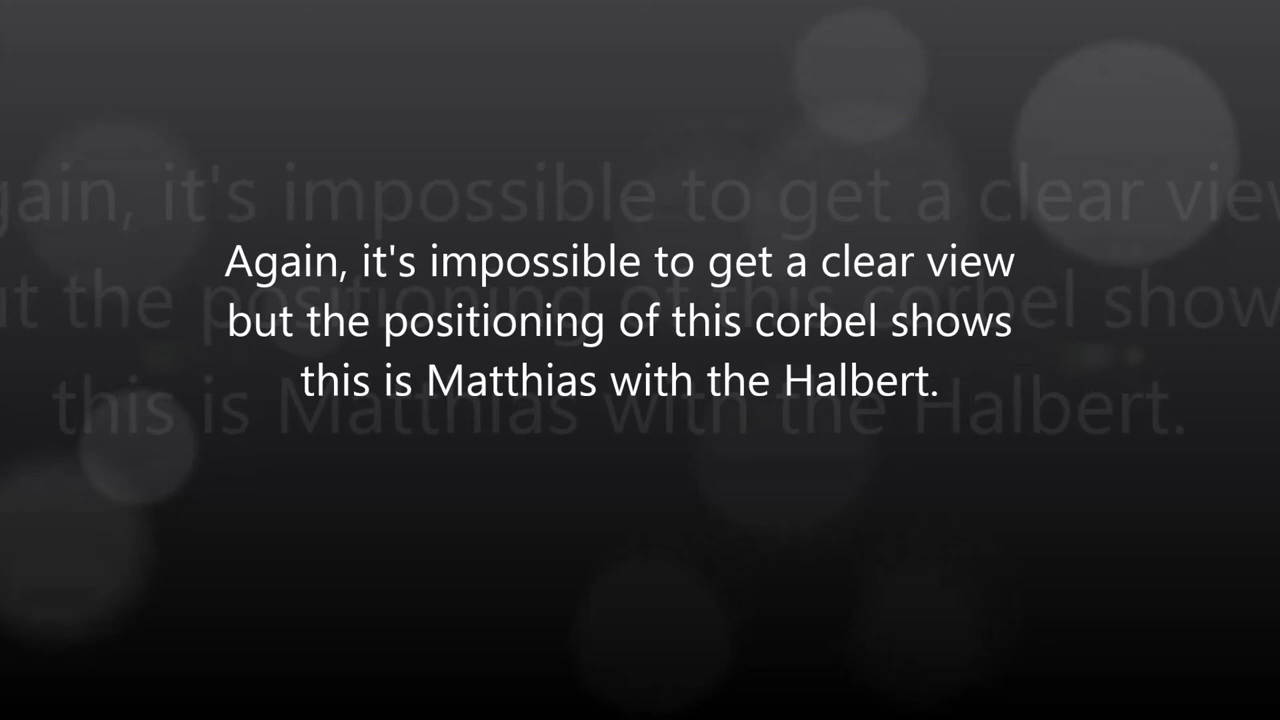 Again, it's impossible to get a clear view
but the positioning of this corbel shows
this is Matthias with the Halbert.